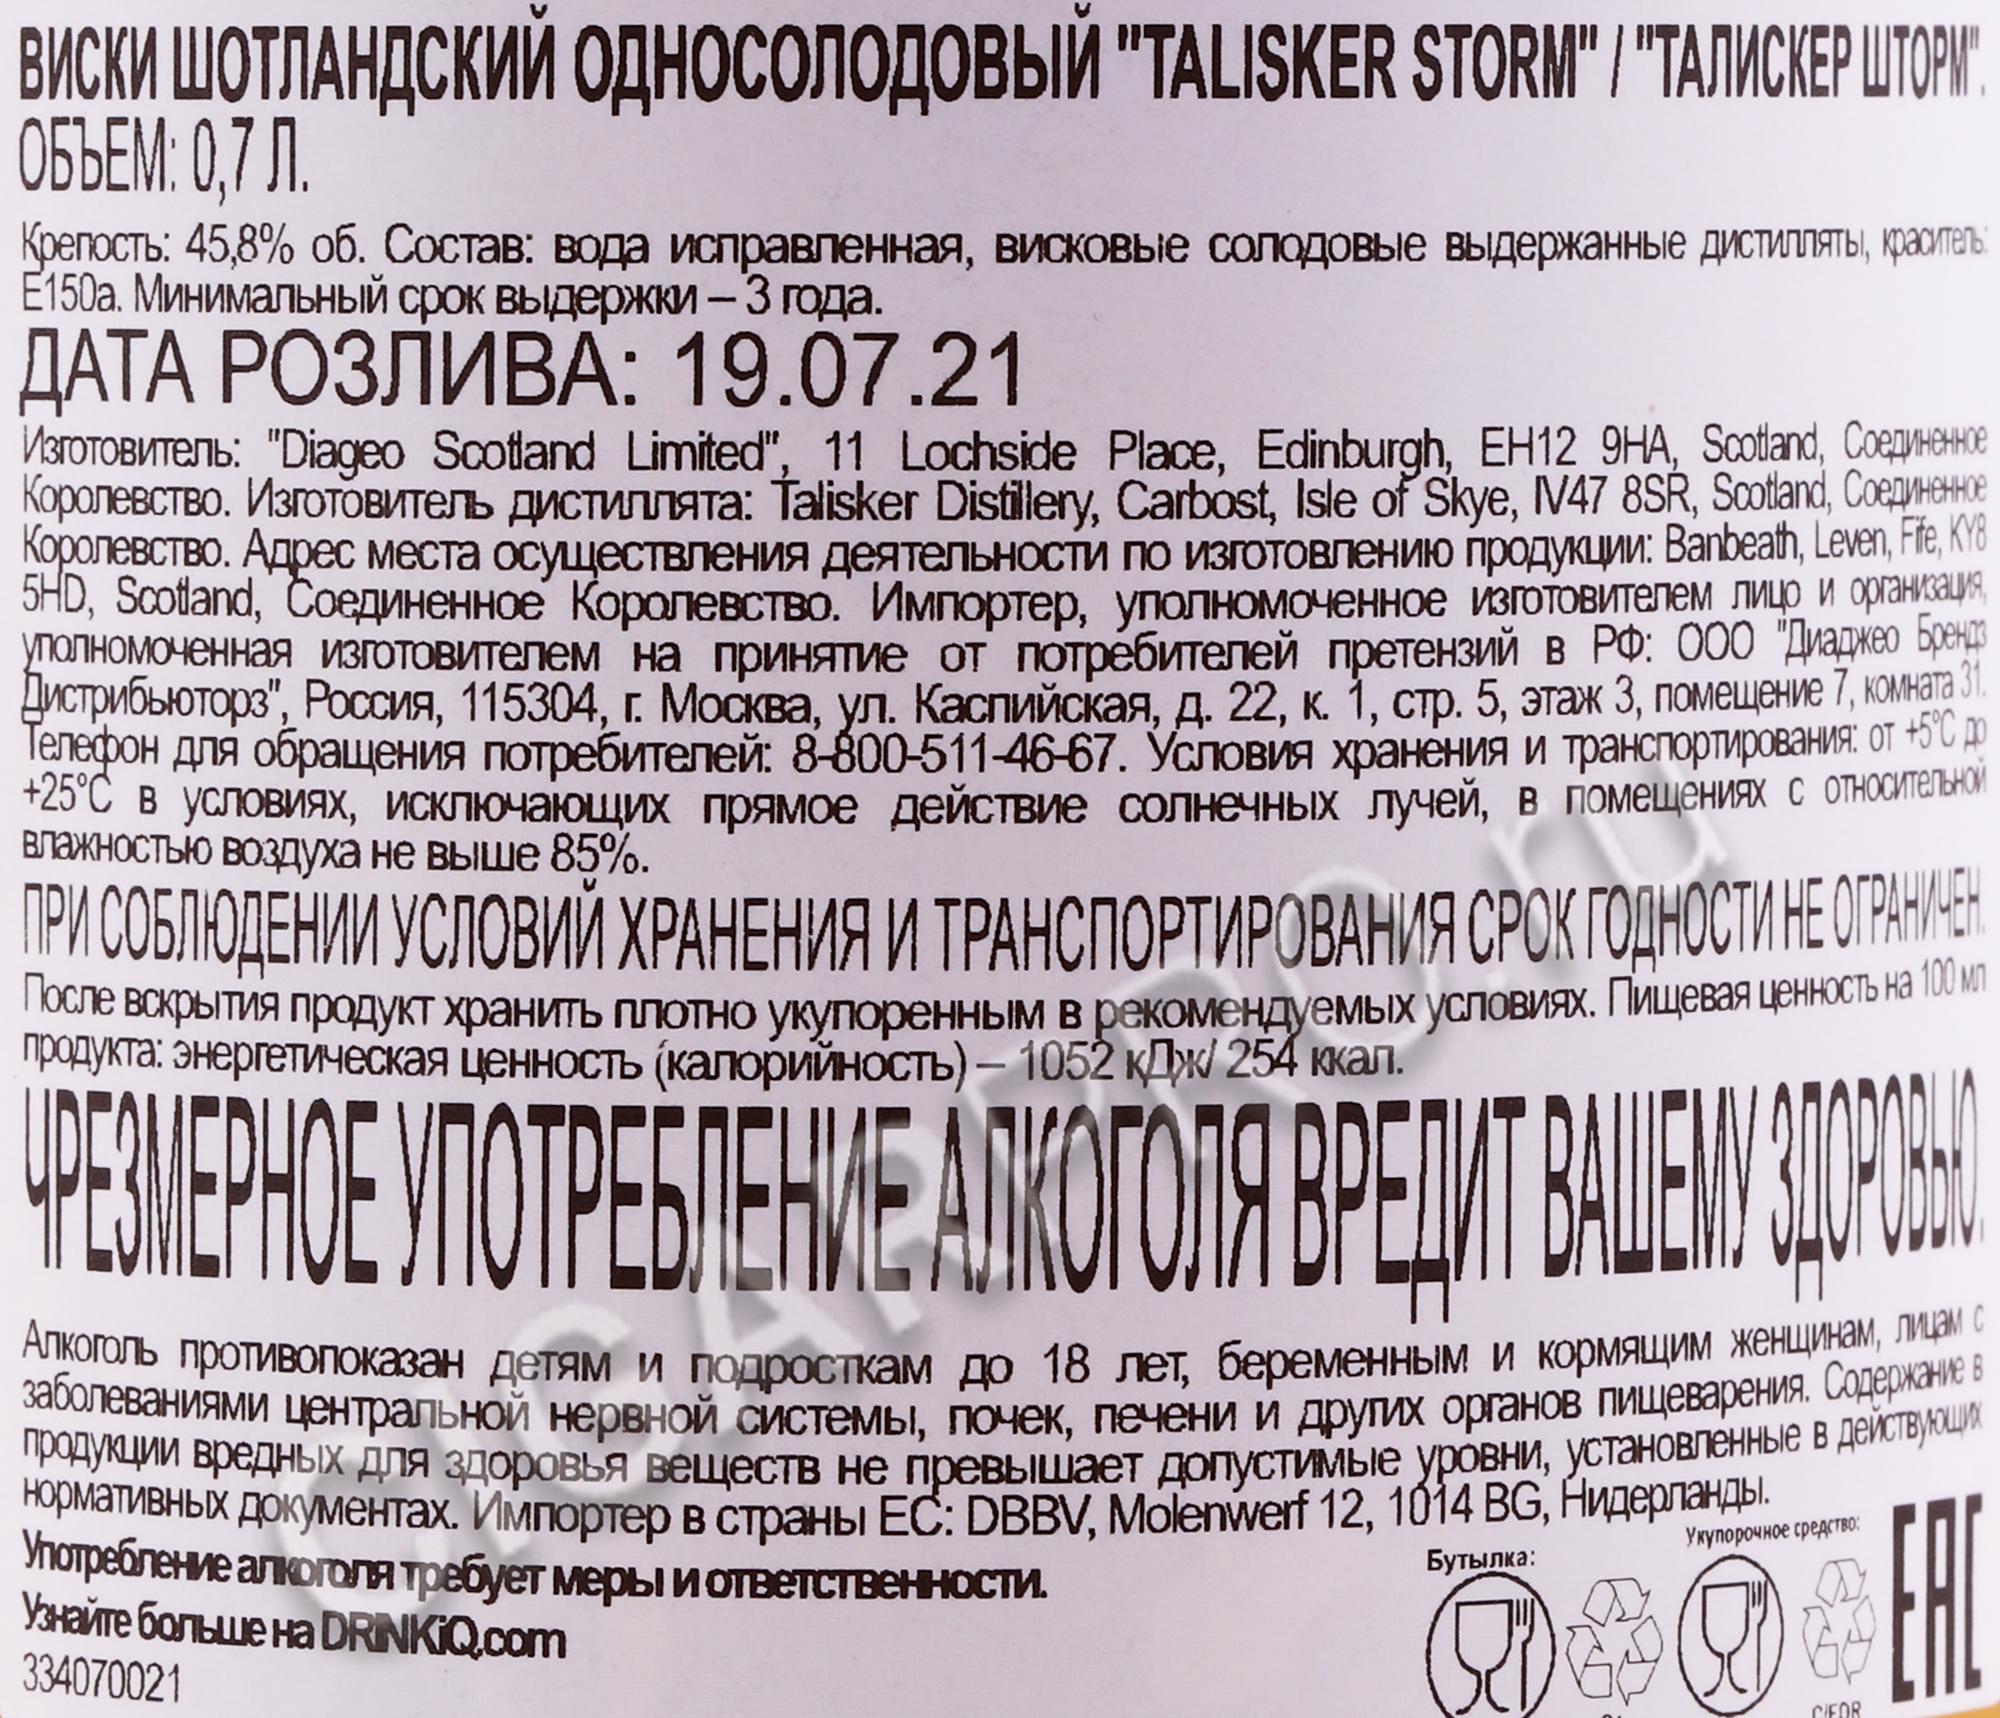 ВИСКИ ШОТЛАНДСКИЙ ОДНОСОЛОДОВЫЙ "TALISKER STORM" / "ТАЛИСКЕР ШТОРМ".
ОБЪЕМ: 0,7 Л.
Крепость: 45,8% об. Состав: вода исправленная, висковые солодовые выдержанные дистилляты, краситель:
Е150а. Минимальный срок выдержки – 3 года.
ДАТА РОЗЛИВА: 19.07.21
Изготовитель: "Diageo Scotland Limited", 11 Lochside Place, Edinburgh, EH12 9HA, Scotland, Соединенное
Королевство. Изготовитель дистиллята: Talisker Distillery, Carbost, Isle of Skye, IV47 8SR, Scotland, Соединенное
Королевство. Адрес места осуществления деятельности по изготовлению продукции: Banbeath, Leven, Fife, KY8
5HD, Scotland, Соединенное Королевство. Импортер, уполномоченное изготовителем лицо и организация,
уполномоченная изготовителем на принятие от потребителей претензий в РФ: ООО "Диаджео Брендз
Дистрибьюторз", Россия, 115304, г. Москва, ул. Каспийская, д. 22, к. 1, стр. 5, этаж 3, помещение 7, комната 31.
Телефон для обращения потребителей: 8-800-511-46-67. Условия хранения и транспортирования: от +5°С до
+25°С в условиях, исключающих прямое действие солнечных лучей, в помещениях с относительной
влажностью воздуха не выше 85%.
ПРИ СОБЛЮДЕНИИ УСЛОВИЙ ХРАНЕНИЯ И ТРАНСПОРТИРОВАНИЯ СРОК ГОДНОСТИ НЕ ОГРАНИЧЕН.
После вскрытия продукт хранить плотно укупоренным в рекомендуемых условиях. Пищевая ценность на 100 мл
продукта: энергетическая ценность (калорийность) – 1052 кДж/ 254 ккал.
ЧРЕЗМЕРНОЕ УПОТРЕБЛЕНИЕ АЛКОГОЛЯ ВРЕДИТ ВАШЕМУ ЗДОРОВЬЮ.
Алкоголь противопоказан детям и подросткам до 18 лет, беременным и кормящим женщинам, лицам с
заболеваниями центральной нервной системы, почек, печени и других органов пищеварения. Содержание в
продукции вредных для здоровья веществ не превышает допустимые уровни, установленные в действующих
нормативных документах. Импортер в страны ЕС: DBBV, Molenwerf 12, 1014 BG, Нидерланды.
Употребление алкоголя требует меры и ответственности.
Узнайте больше на DRINKiQ.com
334070021
Бутылка:
Укупорочное средство:
C/FOR
EAC
CIGARPRO.ru